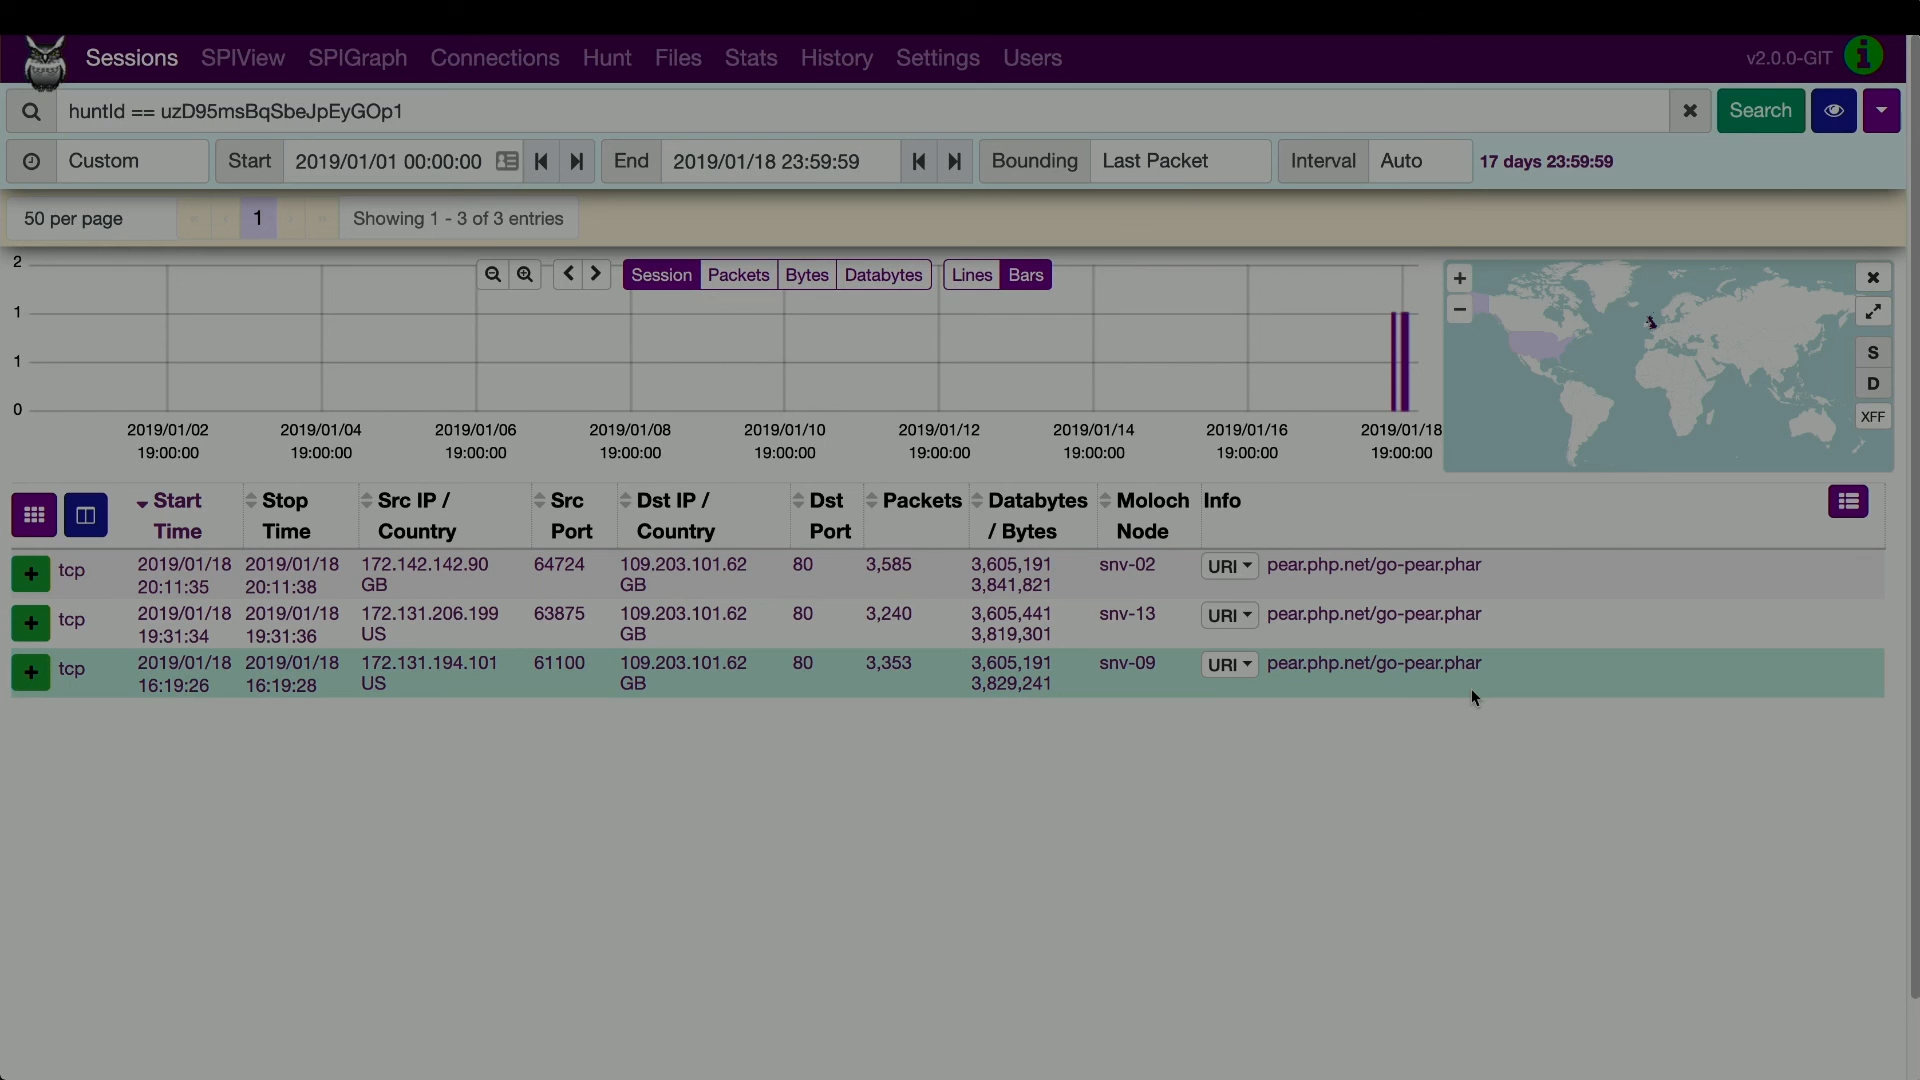 Sessions SPIView SPIGraph Connections Hunt Files Stats History Settings Users v2.0.0-GIT i
huntId == uzD95msBqSbeJpEyGOp1 Search
Custom Start 2019/01/01 00:00:00 End 2019/01/18 23:59:59 Bounding Last Packet Interval Auto 17 days 23:59:59
50 per page « ‹ 1 › » Showing 1 - 3 of 3 entries
2
Session Packets Bytes Databytes Lines Bars
1
1
0
2019/01/02 2019/01/04 2019/01/06 2019/01/08 2019/01/10 2019/01/12 2019/01/14 2019/01/16 2019/01/18
19:00:00 19:00:00 19:00:00 19:00:00 19:00:00 19:00:00 19:00:00 19:00:00 19:00:00
+
−
S
D
XFF
Start Stop Src IP / Src Dst IP / Dst Packets Databytes Moloch Info
Time Time Country Port Country Port / Bytes Node
+ tcp 2019/01/18 2019/01/18 172.142.142.90 64724 109.203.101.62 80 3,585 3,605,191 snv-02 URI pear.php.net/go-pear.phar
20:11:35 20:11:38 GB GB 3,841,821
+ tcp 2019/01/18 2019/01/18 172.131.206.199 63875 109.203.101.62 80 3,240 3,605,441 snv-13 URI pear.php.net/go-pear.phar
19:31:34 19:31:36 US GB 3,819,301
+ tcp 2019/01/18 2019/01/18 172.131.194.101 61100 109.203.101.62 80 3,353 3,605,191 snv-09 URI pear.php.net/go-pear.phar
16:19:26 16:19:28 US GB 3,829,241